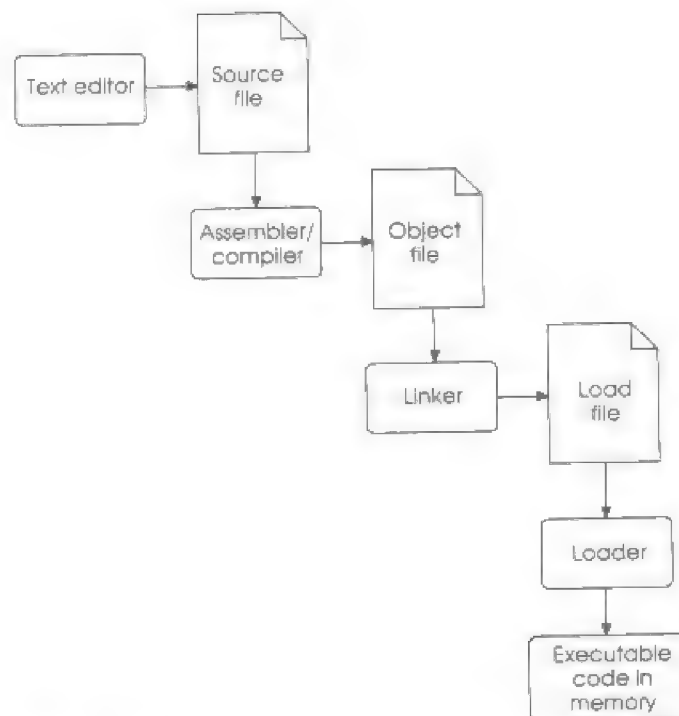 Text editor
Source
file
Assembler/
compiler
Object
file
Linker
Load
file
Loader
Executable
code in
memory